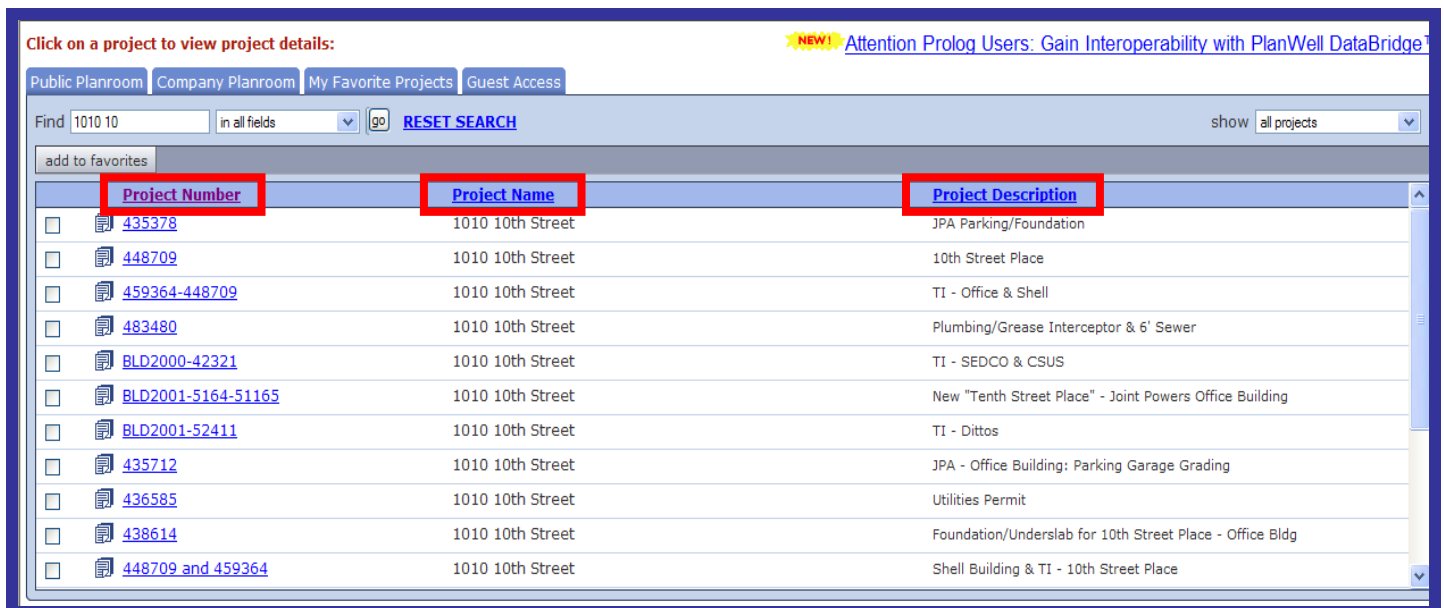 Click on a project to view project details: NEW! Attention Prolog Users: Gain Interoperability with PlanWell DataBridge™
Public Planroom Company Planroom My Favorite Projects Guest Access
Find 1010 10 in all fields go RESET SEARCH show all projects
add to favorites
Project Number Project Name Project Description
435378 1010 10th Street JPA Parking/Foundation
448709 1010 10th Street 10th Street Place
459364-448709 1010 10th Street TI - Office & Shell
483480 1010 10th Street Plumbing/Grease Interceptor & 6' Sewer
BLD2000-42321 1010 10th Street TI - SEDCO & CSUS
BLD2001-5164-51165 1010 10th Street New "Tenth Street Place" - Joint Powers Office Building
BLD2001-52411 1010 10th Street TI - Dittos
435712 1010 10th Street JPA - Office Building: Parking Garage Grading
436585 1010 10th Street Utilities Permit
438614 1010 10th Street Foundation/Underslab for 10th Street Place - Office Bldg
448709 and 459364 1010 10th Street Shell Building & TI - 10th Street Place